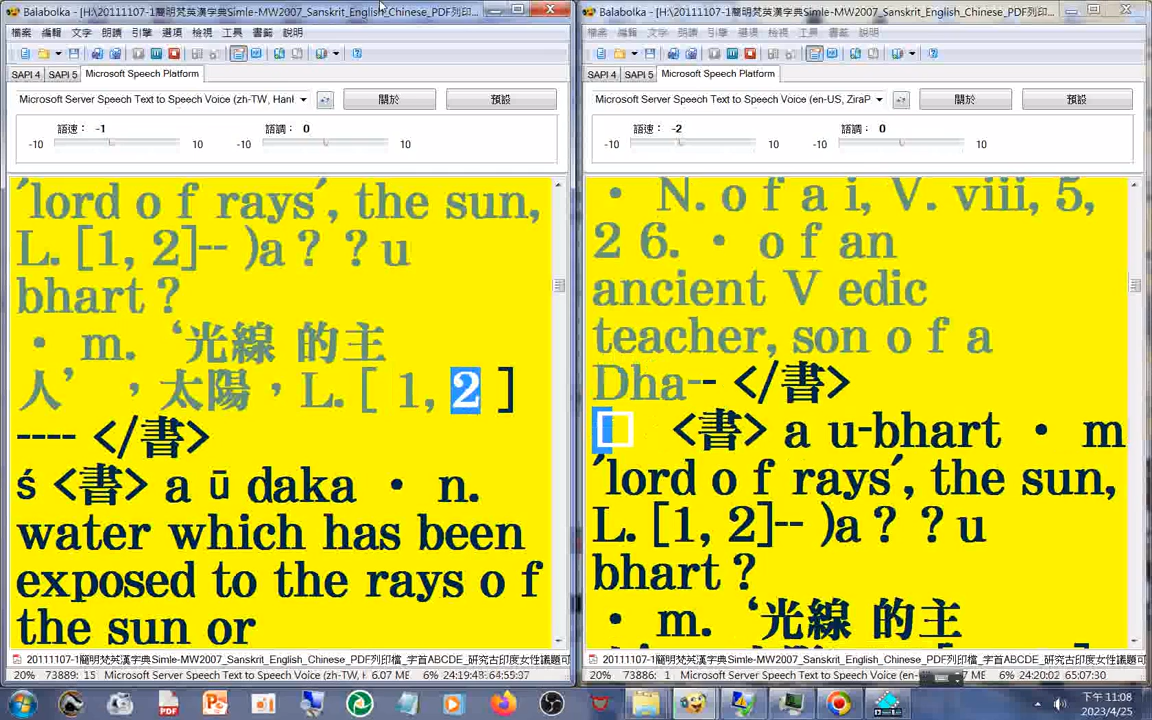 Balabolka - [H:\20111107-1簡明梵英漢字典Simle-MW2007_Sanskrit_English_Chinese_PDF列印...
檔案 編輯 文字 朗讀 引擎 選項 檢視 工具 書籤 說明
SAPI 4 SAPI 5 Microsoft Speech Platform
Microsoft Server Speech Text to Speech Voice (zh-TW, Hanl 關於 預設
語速： -1 語調： 0
-10 10 -10 10
'lord o f rays', the sun,
L. [1, 2]-- )a？？u
bhart？
• m.‘光線 的主
人’，太陽，L.[ 1, 2 ]
---- </書>
ś <書> a ū daka • n.
water which has been
exposed to the rays o f
the sun or
20111107-1簡明梵英漢字典Simle-MW2007_Sanskrit_English_Chinese_PDF列印檔_字首ABCDE_研究古印度女性議題可
20% 73889: 15 Microsoft Server Speech Text to Speech Voice (zh-TW, H 6.07 MB 6% 24:19:43-64:55:37
Balabolka - [H:\20111107-1簡明梵英漢字典Simle-MW2007_Sanskrit_English_Chinese_PDF列印...
檔案 編輯 文字 朗讀 引擎 選項 檢視 工具 書籤 說明
SAPI 4 SAPI 5 Microsoft Speech Platform
Microsoft Server Speech Text to Speech Voice (en-US, ZiraP 關於 預設
語速： -2 語調： 0
-10 10 -10 10
• N. o f a i, V. viii, 5,
2 6. • o f an
ancient V edic
teacher, son o f a
Dha-- </書>
<書> a u-bhart • m
'lord o f rays', the sun,
L. [1, 2]-- )a？？u
bhart？
• m.‘光線 的主
20111107-1簡明梵英漢字典Simle-MW2007_Sanskrit_English_Chinese_PDF列印檔_字首ABCDE_研究古印度女性議題可
20% 73886: 1 Microsoft Server Speech Text to Speech Voice (en-US, 6% 24:20:02 65:07:30
下午 11:08
2023/4/25